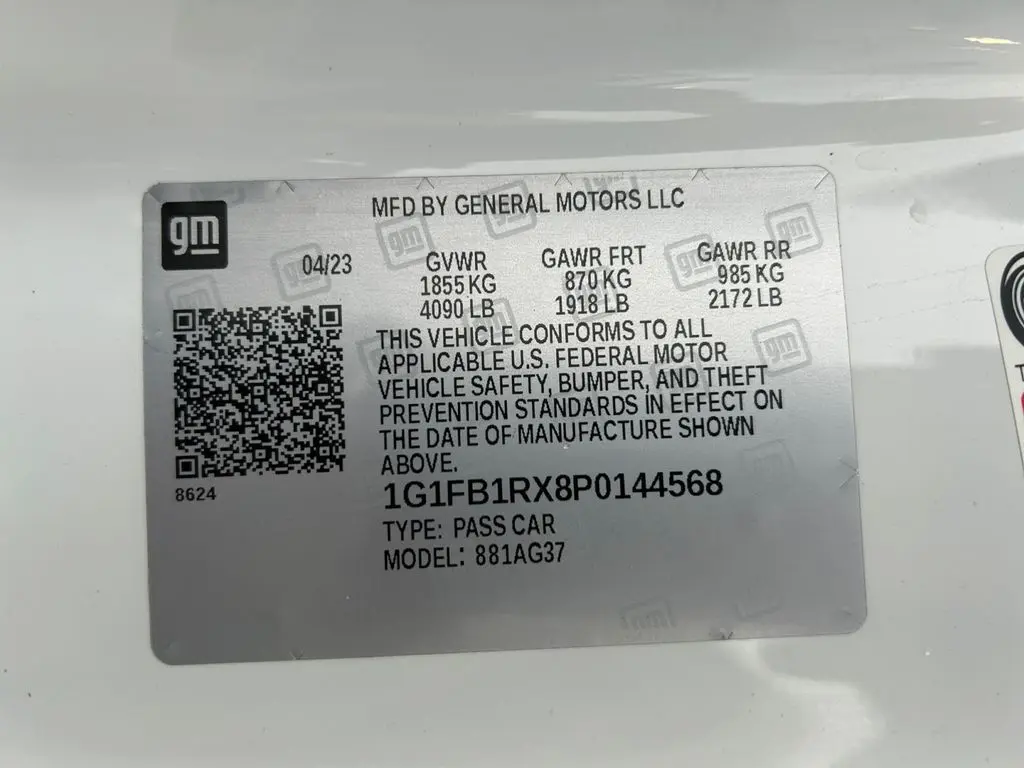 gm
MFD BY GENERAL MOTORS LLC
04/23
GVWR
1855 KG
4090 LB
GAWR FRT
870 KG
1918 LB
GAWR RR
985 KG
2172 LB
THIS VEHICLE CONFORMS TO ALL
APPLICABLE U.S. FEDERAL MOTOR
VEHICLE SAFETY, BUMPER, AND THEFT
PREVENTION STANDARDS IN EFFECT ON
THE DATE OF MANUFACTURE SHOWN
ABOVE.
8624
1G1FB1RX8P0144568
TYPE: PASS CAR
MODEL: 881AG37